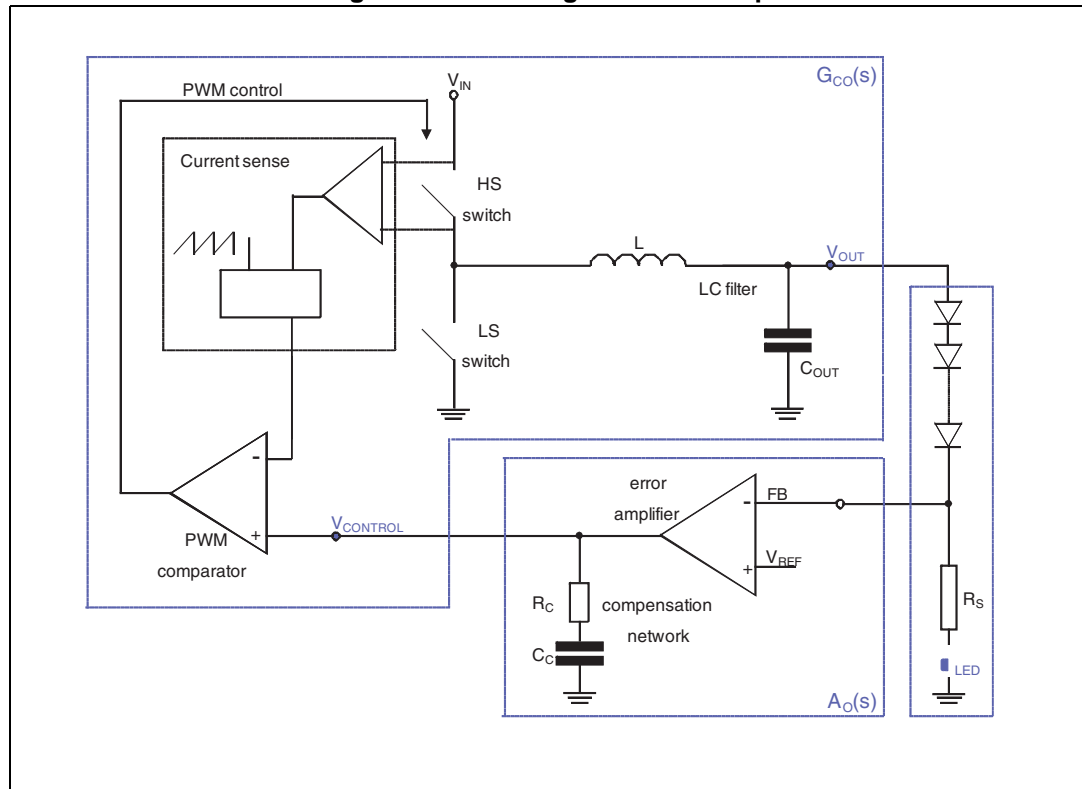 G_CO(s)
V_IN
PWM control
Current sense
HS
switch
L
V_OUT
LC filter
LS
switch
C_OUT
error
amplifier
-
FB
-
V_CONTROL
+
PWM
comparator
+
V_REF
R_C
compensation
network
R_S
C_C
LED
A_O(s)